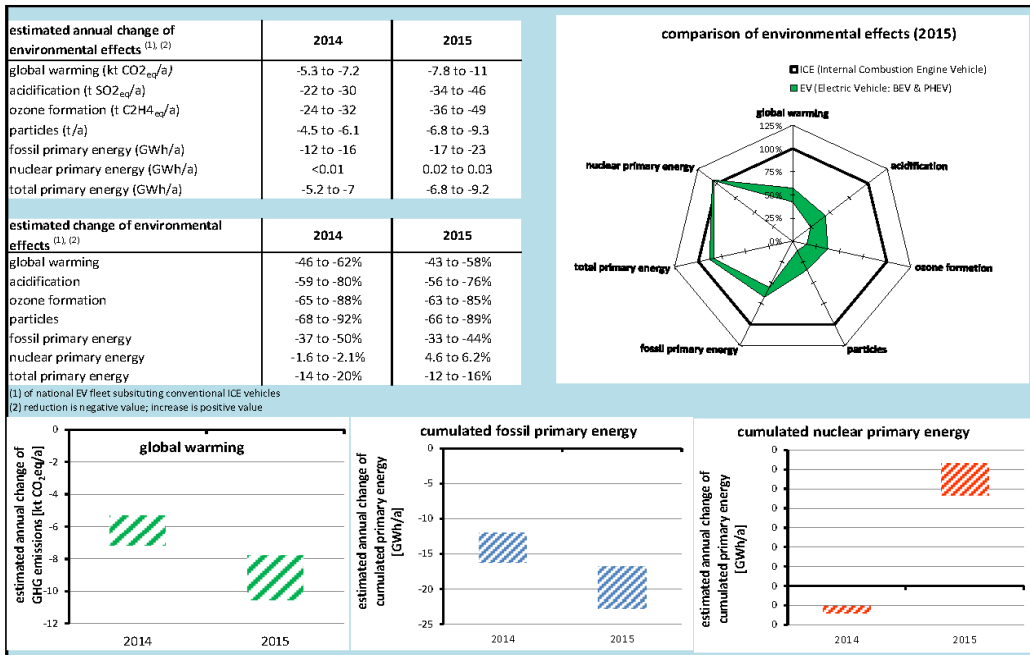 estimated annual change of
environmental effects (1), (2) 2014 2015
global warming (kt CO2eq/a) -5.3 to -7.2 -7.8 to -11
acidification (t SO2eq/a) -22 to -30 -34 to -46
ozone formation (t C2H4eq/a) -24 to -32 -36 to -49
particles (t/a) -4.5 to -6.1 -6.8 to -9.3
fossil primary energy (GWh/a) -12 to -16 -17 to -23
nuclear primary energy (GWh/a) <0.01 0.02 to 0.03
total primary energy (GWh/a) -5.2 to -7 -6.8 to -9.2
estimated change of environmental
effects (1), (2) 2014 2015
global warming -46 to -62% -43 to -58%
acidification -59 to -80% -56 to -76%
ozone formation -65 to -88% -63 to -85%
particles -68 to -92% -66 to -89%
fossil primary energy -37 to -50% -33 to -44%
nuclear primary energy -1.6 to -2.1% 4.6 to 6.2%
total primary energy -14 to -20% -12 to -16%
(1) of national EV fleet subsituting conventional ICE vehicles
(2) reduction is negative value; increase is positive value
comparison of environmental effects (2015)
ICE (Internal Combustion Engine Vehicle)
EV (Electric Vehicle: BEV & PHEV)
global warming
125%
100%
75%
50%
25%
0%
acidification
ozone formation
particles
fossil primary energy
total primary energy
nuclear primary energy
global warming
estimated annual change of
GHG emissions [kt CO2eq/a]
0
-2
-4
-6
-8
-10
-12
2014 2015
cumulated fossil primary energy
estimated annual change of
cumulated primary energy
[GWh/a]
0
-5
-10
-15
-20
-25
2014 2015
cumulated nuclear primary energy
estimated annual change of
cumulated primary energy
[GWh/a]
0
0
0
0
0
0
0
0
0
0
2014 2015